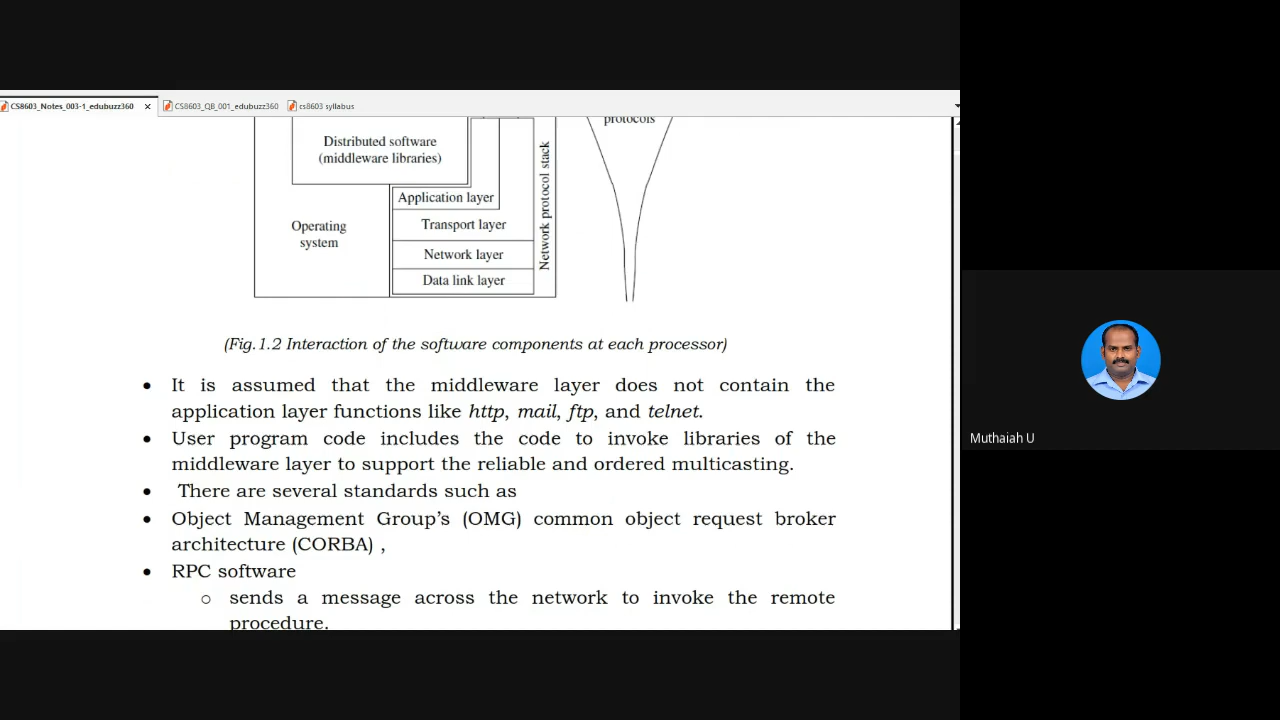 CS8603_Notes_003-1_edubuzz360 × CS8603_QB_001_edubuzz360 cs8603 syllabus
protocols
Distributed software
(middleware libraries)
Network protocol stack
Application layer
Operating
system
Transport layer
Network layer
Data link layer
(Fig.1.2 Interaction of the software components at each processor)
• It is assumed that the middleware layer does not contain the
application layer functions like http, mail, ftp, and telnet.
• User program code includes the code to invoke libraries of the
middleware layer to support the reliable and ordered multicasting.
• There are several standards such as
• Object Management Group’s (OMG) common object request broker
architecture (CORBA) ,
• RPC software
o sends a message across the network to invoke the remote
procedure.
Muthaiah U